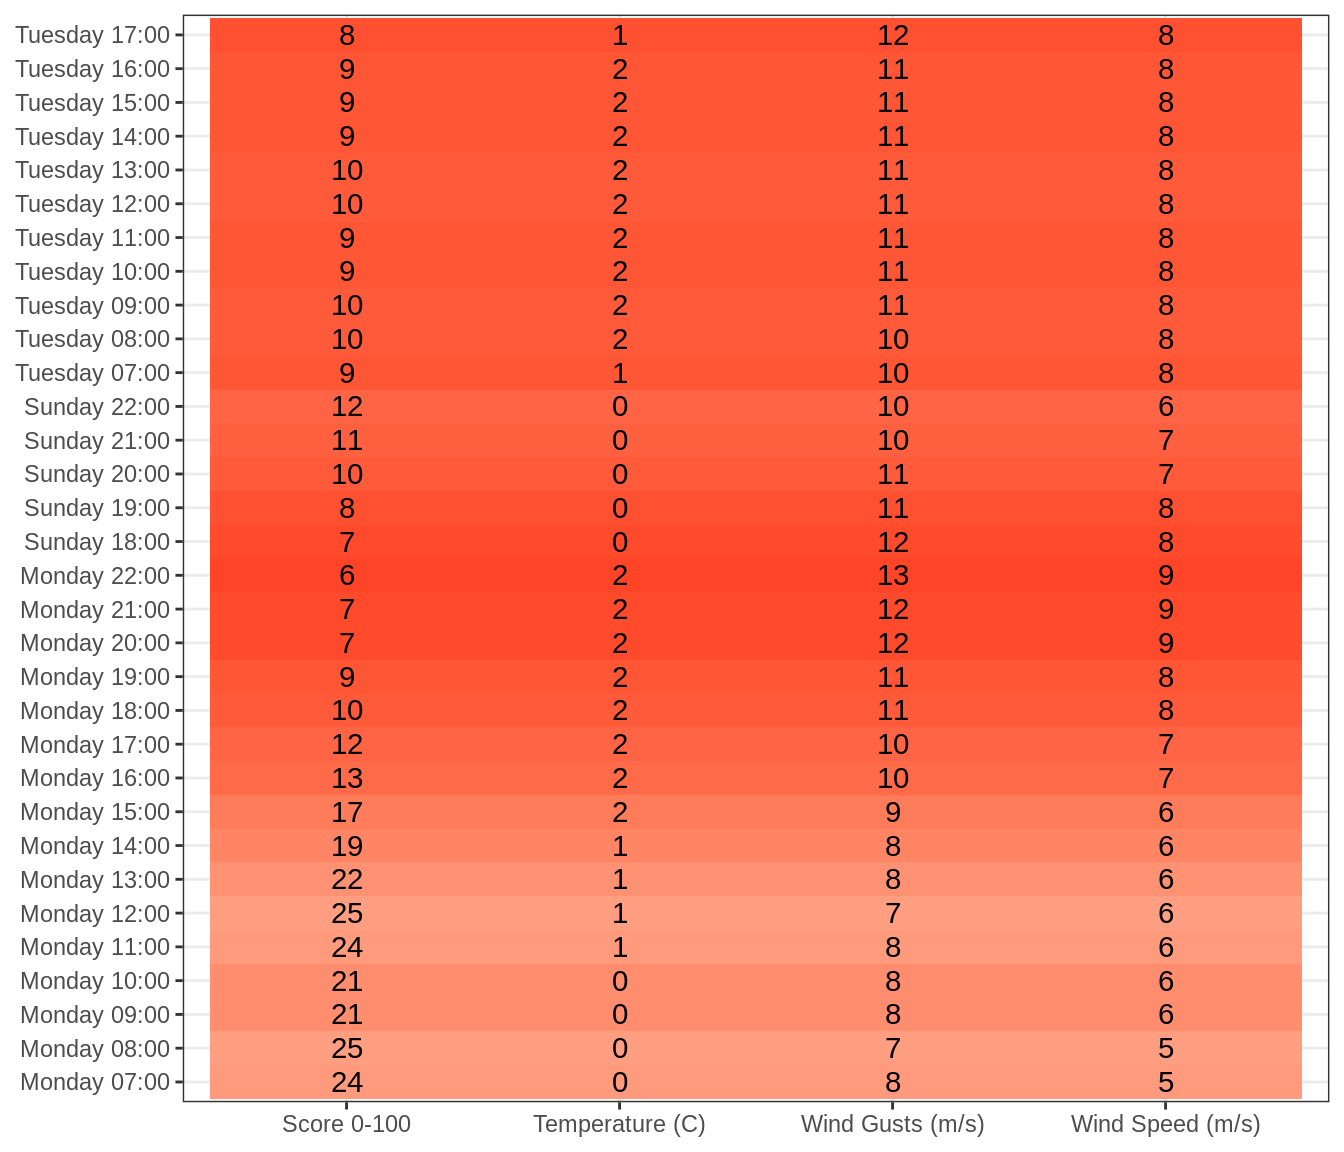 Tuesday 17:00 8 1 12 8
Tuesday 16:00 9 2 11 8
Tuesday 15:00 9 2 11 8
Tuesday 14:00 9 2 11 8
Tuesday 13:00 10 2 11 8
Tuesday 12:00 10 2 11 8
Tuesday 11:00 9 2 11 8
Tuesday 10:00 9 2 11 8
Tuesday 09:00 10 2 11 8
Tuesday 08:00 10 2 10 8
Tuesday 07:00 9 1 10 8
Sunday 22:00 12 0 10 6
Sunday 21:00 11 0 10 7
Sunday 20:00 10 0 11 7
Sunday 19:00 8 0 11 8
Sunday 18:00 7 0 12 8
Monday 22:00 6 2 13 9
Monday 21:00 7 2 12 9
Monday 20:00 7 2 12 9
Monday 19:00 9 2 11 8
Monday 18:00 10 2 11 8
Monday 17:00 12 2 10 7
Monday 16:00 13 2 10 7
Monday 15:00 17 2 9 6
Monday 14:00 19 1 8 6
Monday 13:00 22 1 8 6
Monday 12:00 25 1 7 6
Monday 11:00 24 1 8 6
Monday 10:00 21 0 8 6
Monday 09:00 21 0 8 6
Monday 08:00 25 0 7 5
Monday 07:00 24 0 8 5
Score 0-100 Temperature (C) Wind Gusts (m/s) Wind Speed (m/s)